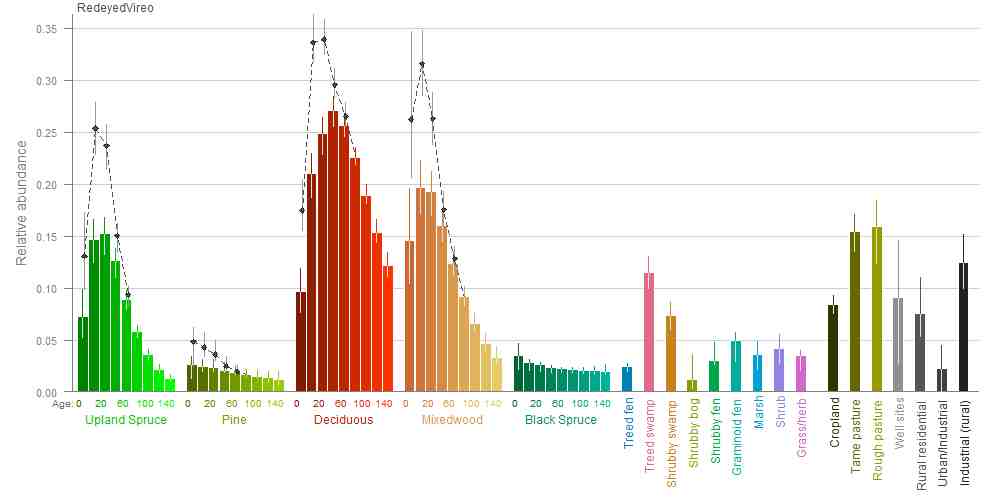 RedeyedVireo
Relative abundance
0.35
0.30
0.25
0.20
0.15
0.10
0.05
0.00
Age: 0 20 60 100 140 0 20 60 100 140 0 20 60 100 140 0 20 60 100 140 0 20 60 100 140
Upland Spruce Pine Deciduous Mixedwood Black Spruce
Treed fen
Treed swamp
Shrubby swamp
Shrubby bog
Shrubby fen
Graminoid fen
Marsh
Shrub
Grass/herb
Cropland
Tame pasture
Rough pasture
Well sites
Rural residential
Urban/Industrial
Industrial (rural)